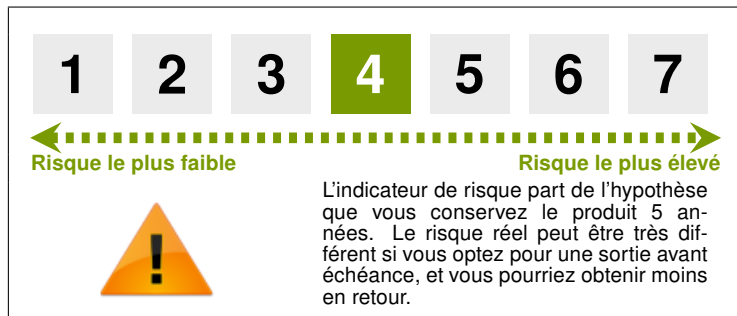 1 2 3 4 5 6 7
Risque le plus faible Risque le plus élevé
L'indicateur de risque part de l'hypothèse
que vous conservez le produit 5 an-
nées. Le risque réel peut être très dif-
férent si vous optez pour une sortie avant
échéance, et vous pourriez obtenir moins
en retour.